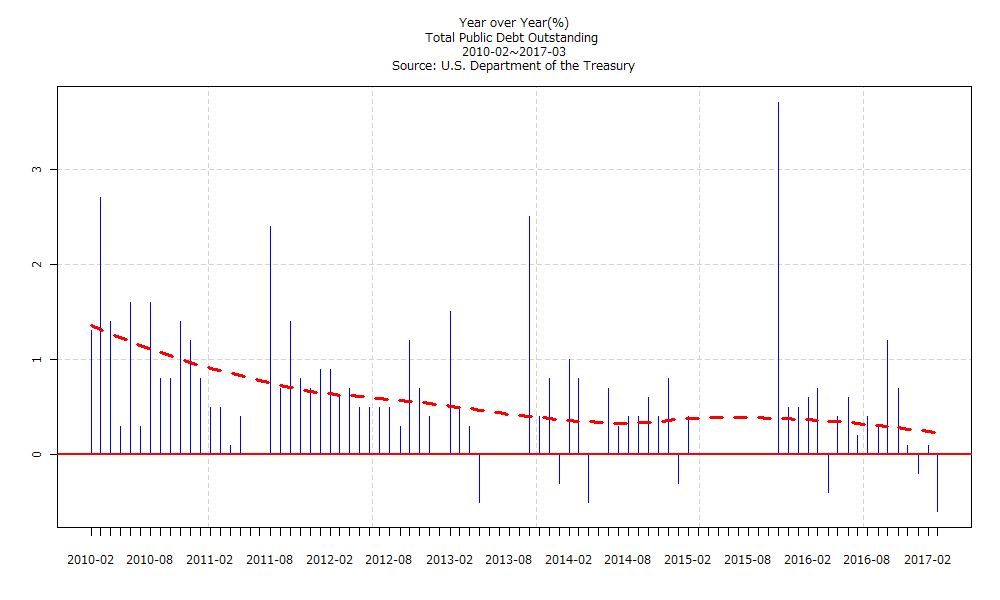 Year over Year(%)
Total Public Debt Outstanding
2010-02~2017-03
Source: U.S. Department of the Treasury
3
2
1
0
2010-02 2010-08 2011-02 2011-08 2012-02 2012-08 2013-02 2013-08 2014-02 2014-08 2015-02 2015-08 2016-02 2016-08 2017-02